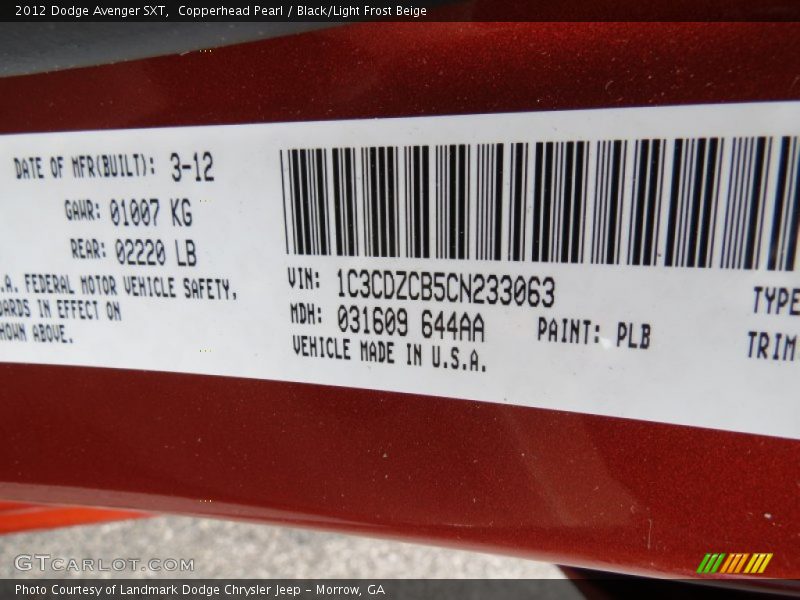 2012 Dodge Avenger SXT, Copperhead Pearl / Black/Light Frost Beige
DATE OF MFR(BUILT): 3-12
GAWR: 01007 KG
REAR: 02220 LB
.A. FEDERAL MOTOR VEHICLE SAFETY,
ARDS IN EFFECT ON
HOWN ABOVE.
VIN: 1C3CDZCB5CN233063
MDH: 031609 644AA
PAINT: PLB
VEHICLE MADE IN U.S.A.
TYPE
TRIM
GTCARLOT.COM
Photo Courtesy of Landmark Dodge Chrysler Jeep – Morrow, GA